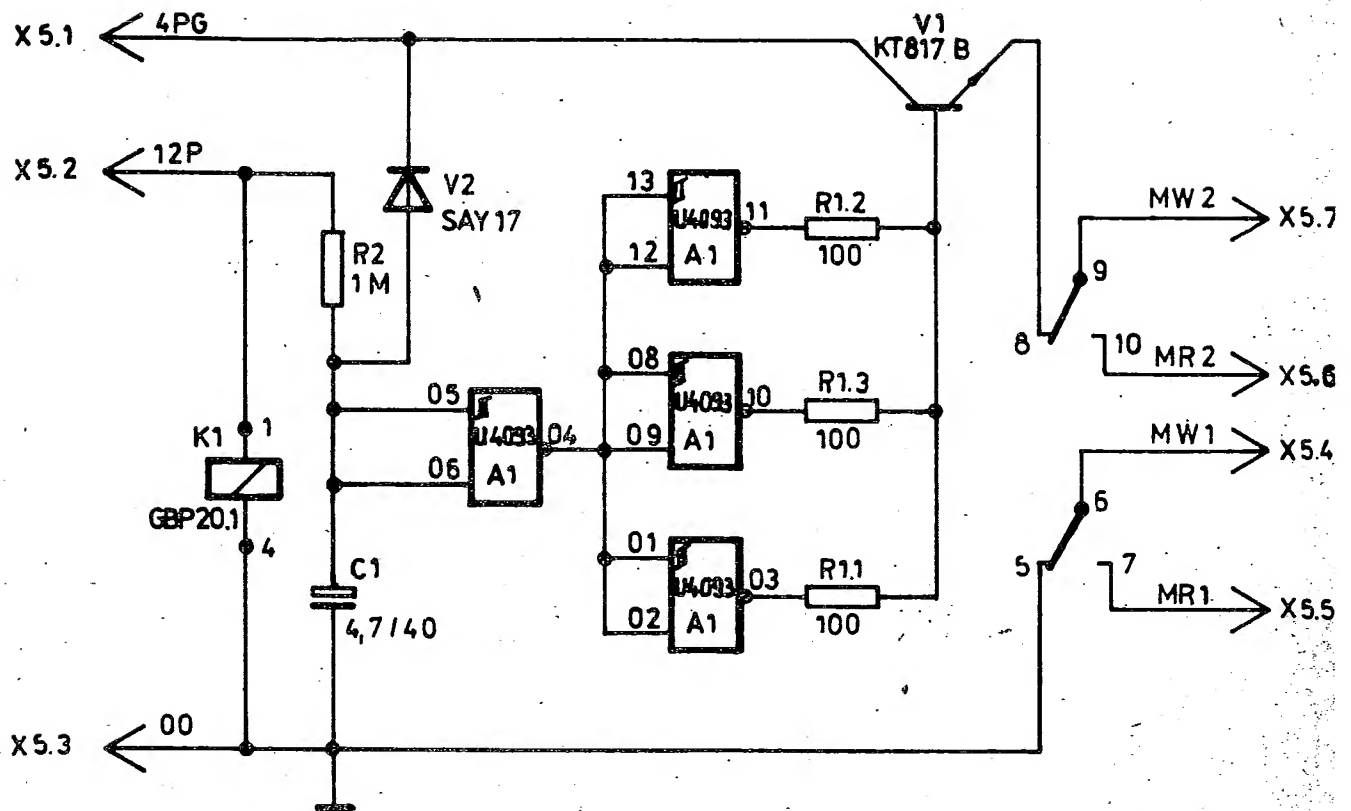 X5.1
4PG
V1
KT817 B
X5.2
12P
V2
SAY17
R2
1M
13
12
U4093
A1
11
R1.2
100
MW2
X5.7
9
8
10
MR2
X5.6
K1
1
GBP20.1
4
05
06
U4093
A1
04
08
09
U4093
A1
10
R1.3
100
MW1
X5.4
6
5
7
MR1
X5.5
C1
4,7/40
01
02
U4093
A1
03
R1.1
100
X5.3
00